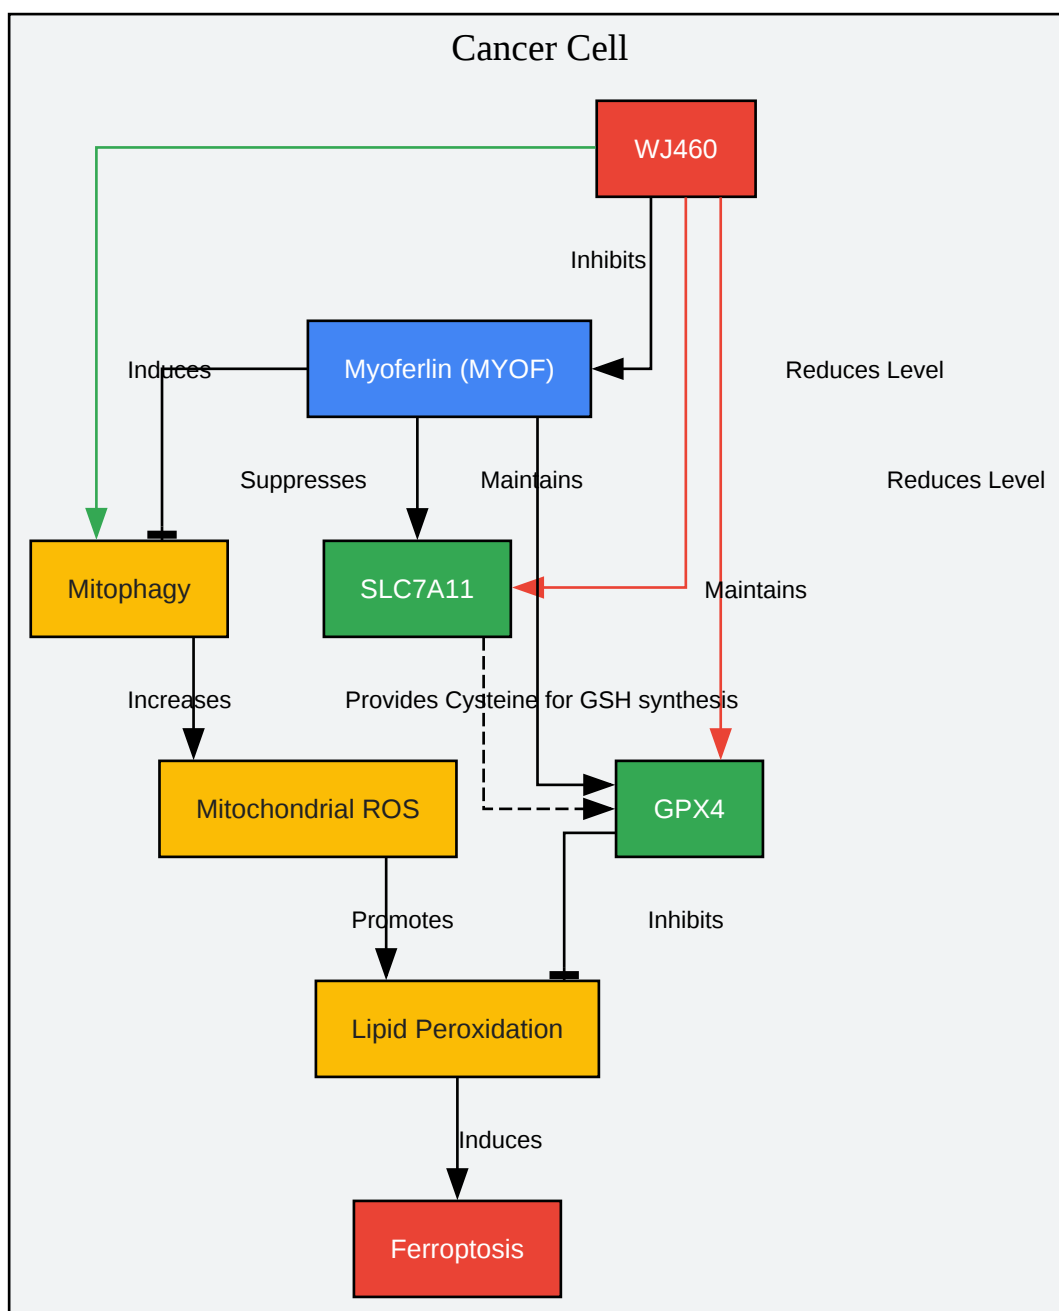 Cancer Cell
WJ460
Inhibits
Myoferlin (MYOF)
Induces
Reduces Level
Suppresses
Maintains
Reduces Level
Mitophagy
SLC7A11
Maintains
Increases
Provides Cysteine for GSH synthesis
Mitochondrial ROS
GPX4
Promotes
Inhibits
Lipid Peroxidation
Induces
Ferroptosis